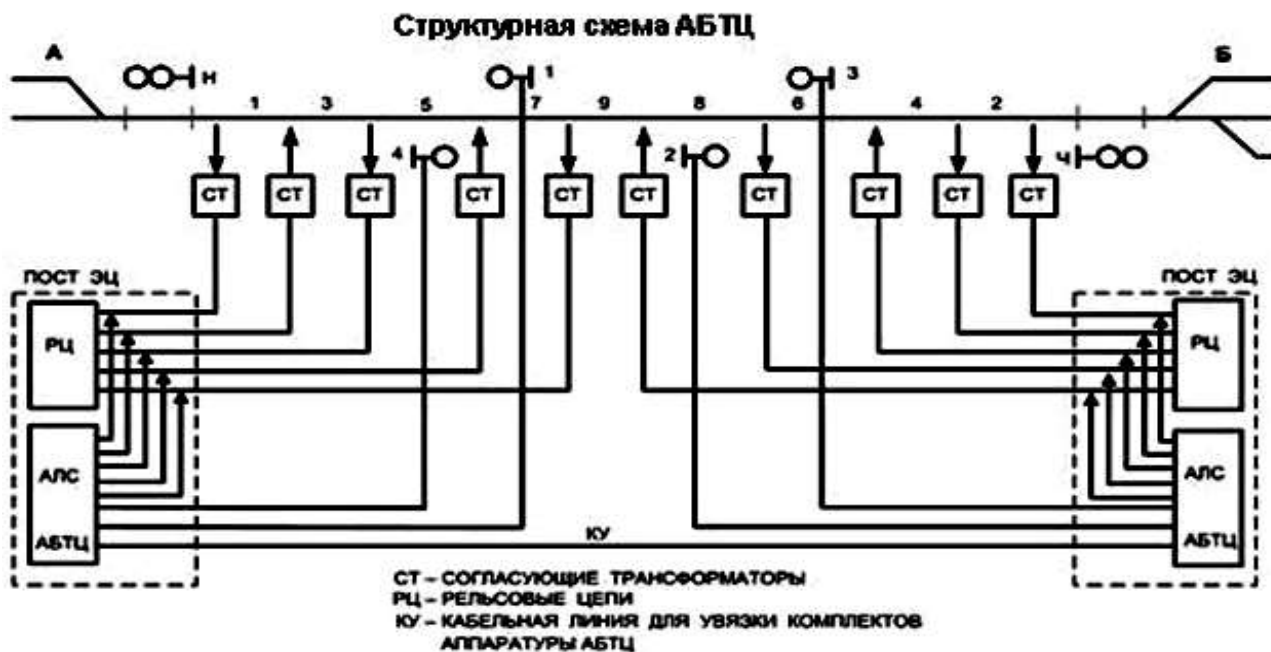 Структурная схема АБТЦ
А
Б
Н
1
3
1 3 5 7 9 8 6 4 2
4
2
Ч
СТ СТ СТ СТ СТ СТ СТ СТ СТ СТ
ПОСТ ЭЦ
ПОСТ ЭЦ
РЦ
РЦ
АЛС
АЛС
АБТЦ
КУ
АБТЦ
СТ – СОГЛАСУЮЩИЕ ТРАНСФОРМАТОРЫ
РЦ – РЕЛЬСОВЫЕ ЦЕПИ
КУ – КАБЕЛЬНАЯ ЛИНИЯ ДЛЯ УВЯЗКИ КОМПЛЕКТОВ
АППАРАТУРЫ АБТЦ